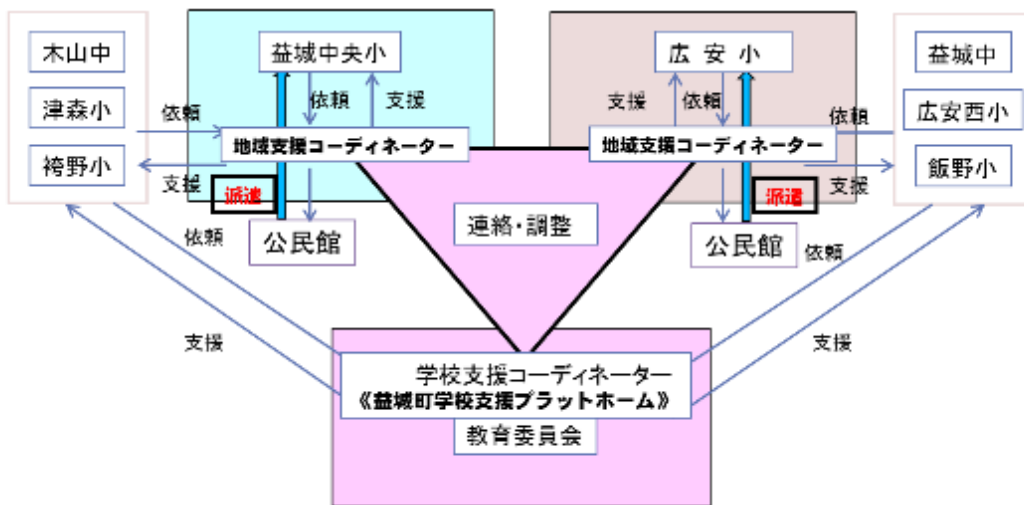 木山中
津森小
袴野小
依頼
支援
益城中央小
依頼
支援
地域支援コーディネーター
派遣
公民館
広安小
支援
依頼
地域支援コーディネーター
派遣
公民館
益城中
広安西小
飯野小
依頼
支援
連絡・調整
依頼
支援
依頼
支援
学校支援コーディネーター
《益城町学校支援プラットホーム》
教育委員会